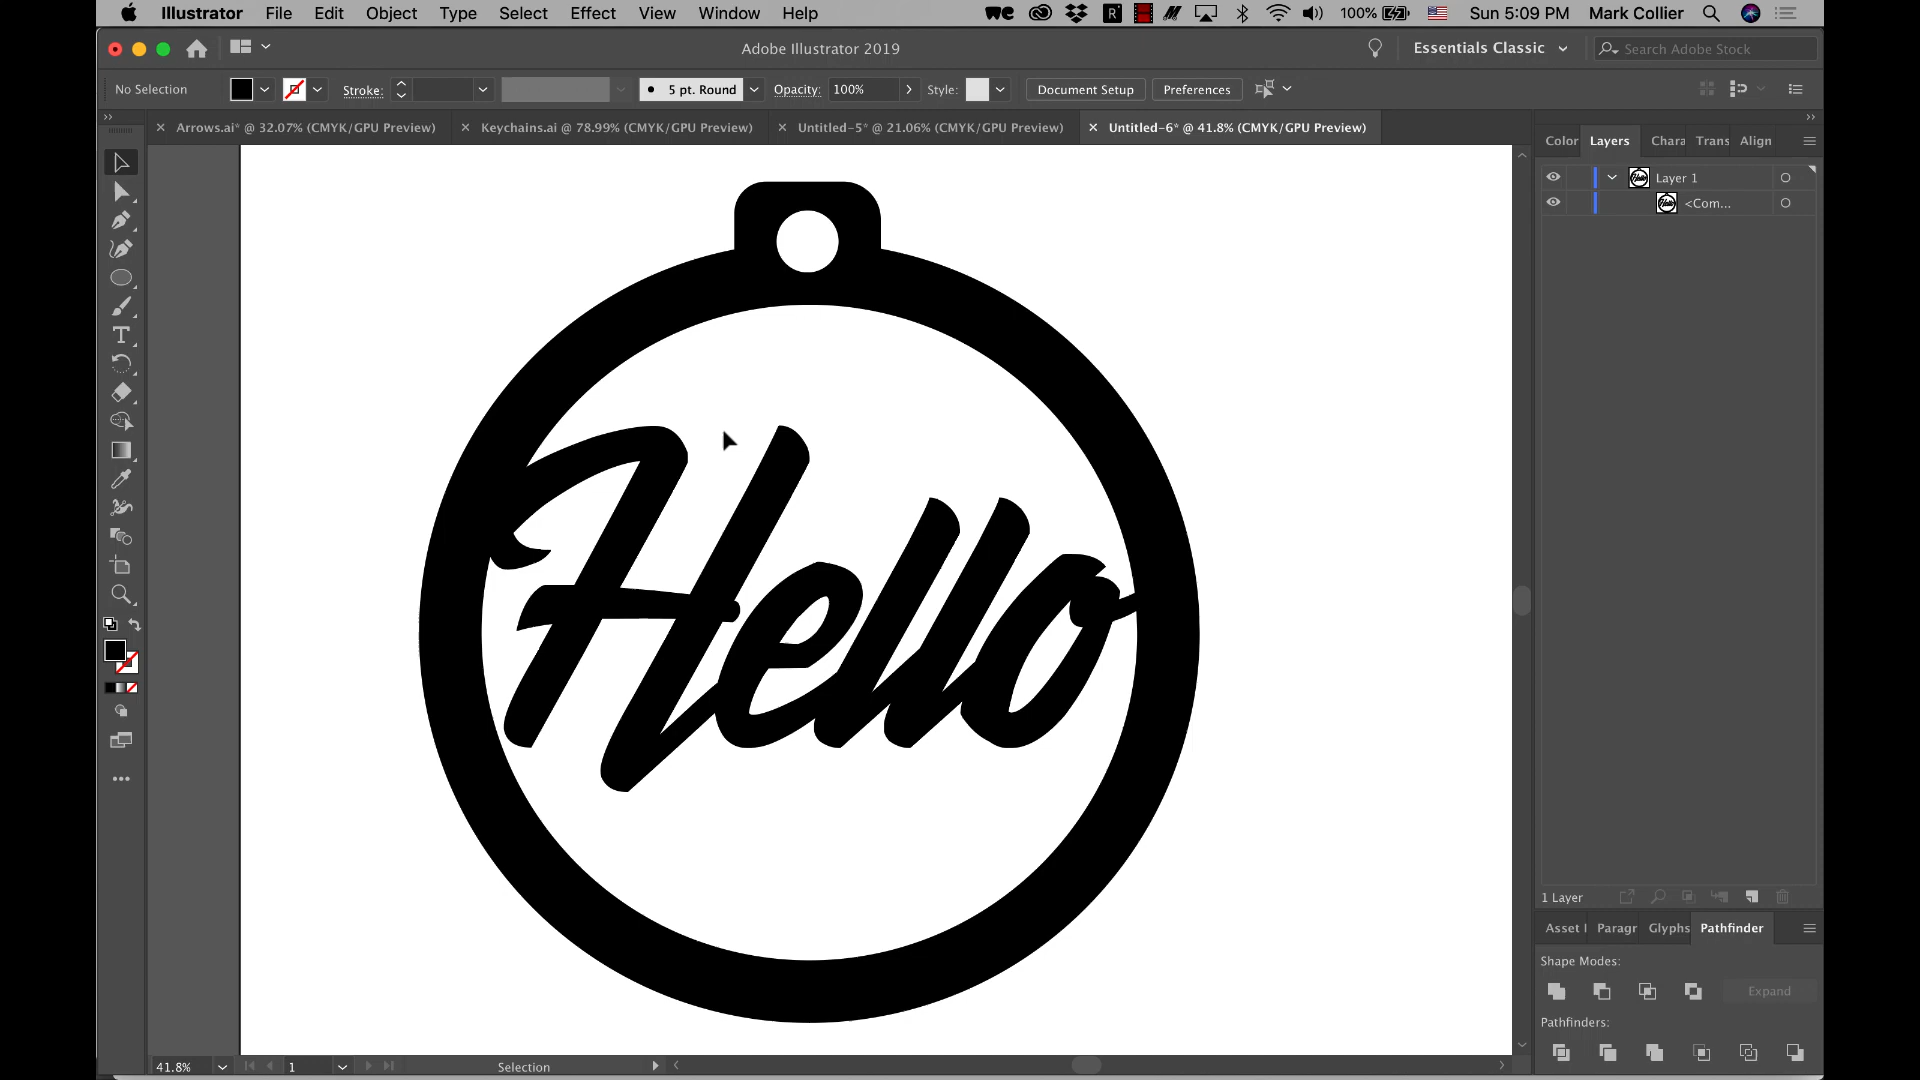 Illustrator File Edit Object Type Select Effect View Window Help 100% Sun 5:09 PM Mark Collier
Adobe Illustrator 2019 Essentials Classic Search Adobe Stock
No Selection Stroke: 5 pt. Round Opacity: 100% Style: Document Setup Preferences
Arrows.ai* @ 32.07% (CMYK/GPU Preview) Keychains.ai @ 78.99% (CMYK/GPU Preview) Untitled-5* @ 21.06% (CMYK/GPU Preview) Untitled-6* @ 41.8% (CMYK/GPU Preview)
Color Layers Chara Trans Align
Layer 1
<Com...
Hello
1 Layer
Asset Paragr Glyphs Pathfinder
Shape Modes:
Expand
Pathfinders:
41.8% 1 Selection